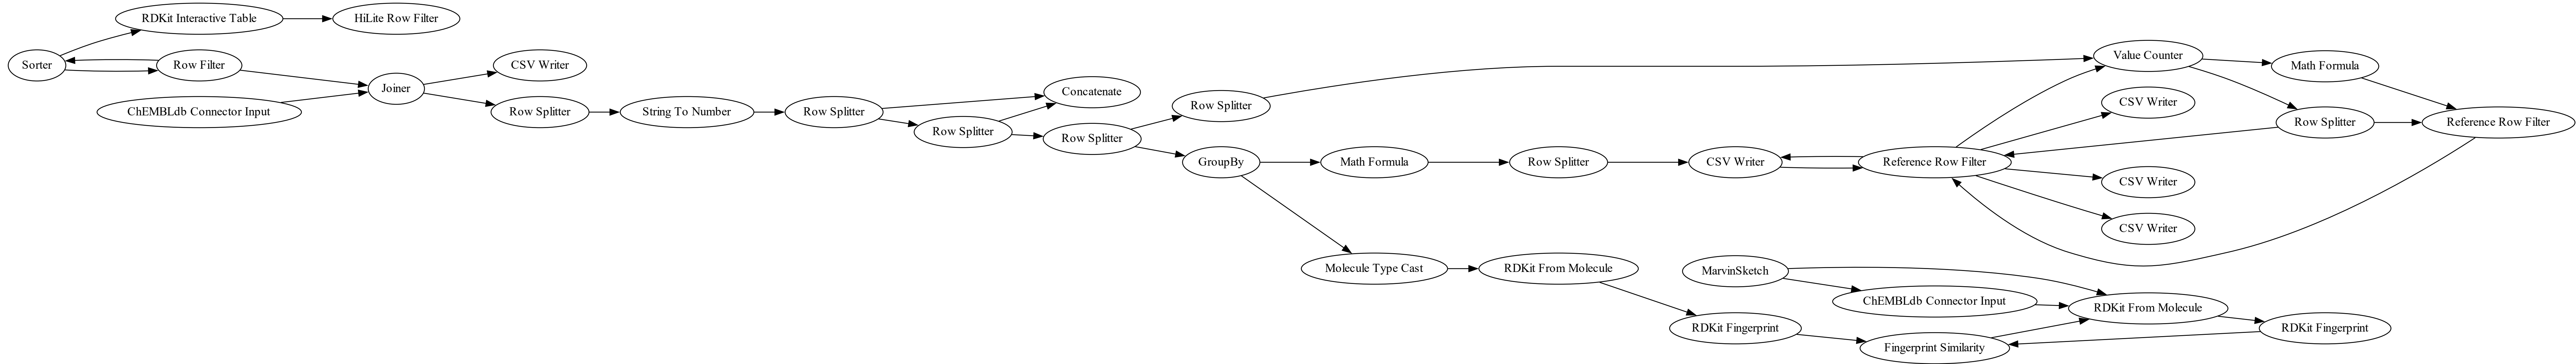 RDKit Interactive Table
HiLite Row Filter
Sorter
Row Filter
ChEMBLdb Connector Input
Joiner
CSV Writer
Row Splitter
String To Number
Row Splitter
Concatenate
Row Splitter
Row Splitter
Row Splitter
GroupBy
Math Formula
Row Splitter
CSV Writer
Reference Row Filter
Value Counter
CSV Writer
CSV Writer
CSV Writer
Math Formula
Row Splitter
Reference Row Filter
Molecule Type Cast
RDKit From Molecule
RDKit Fingerprint
MarvinSketch
ChEMBLdb Connector Input
Fingerprint Similarity
RDKit From Molecule
RDKit Fingerprint